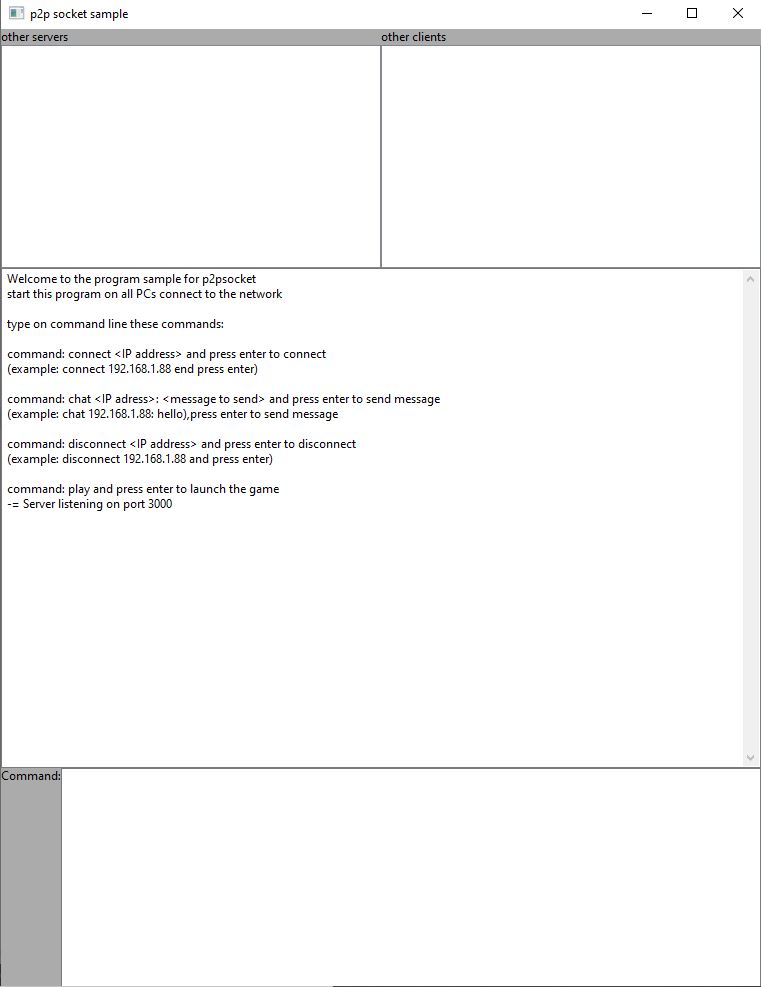 p2p socket sample
other servers
other clients
Welcome to the program sample for p2psocket
start this program on all PCs connect to the network
type on command line these commands:
command: connect <IP address> and press enter to connect
(example: connect 192.168.1.88 end press enter)
command: chat <IP adress>: <message to send> and press enter to send message
(example: chat 192.168.1.88: hello),press enter to send message
command: disconnect <IP address> and press enter to disconnect
(example: disconnect 192.168.1.88 and press enter)
command: play and press enter to launch the game
-= Server listening on port 3000
Command: